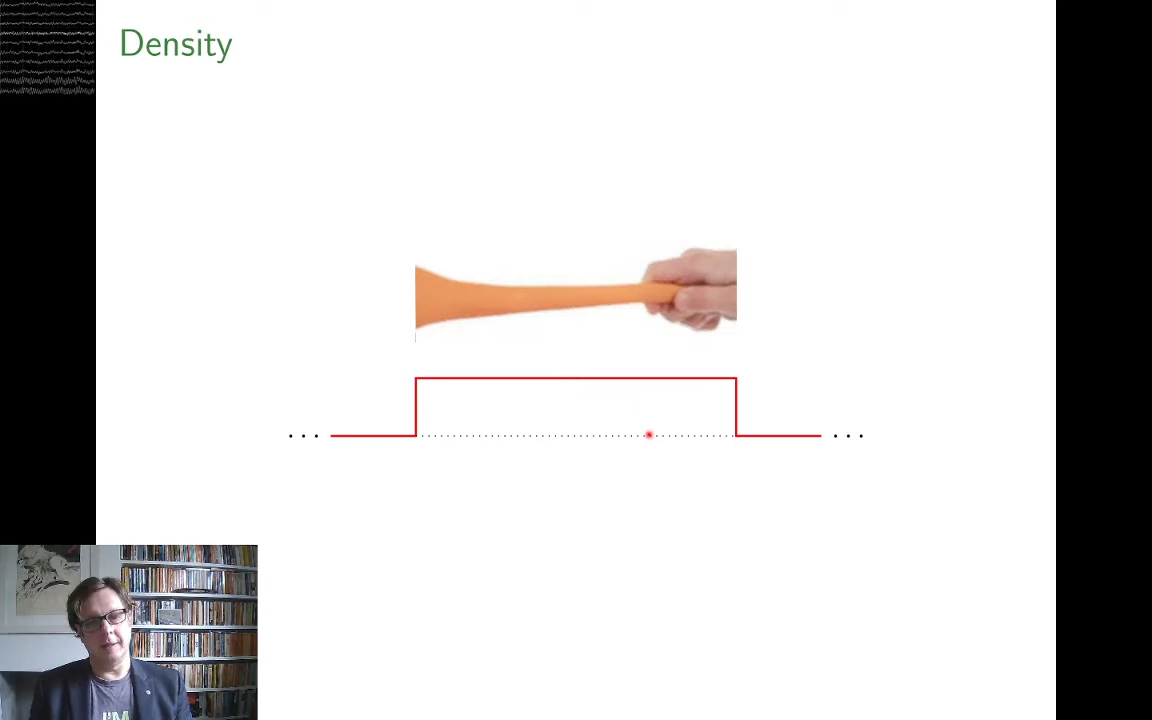 Density
. . .
. . .
I'M